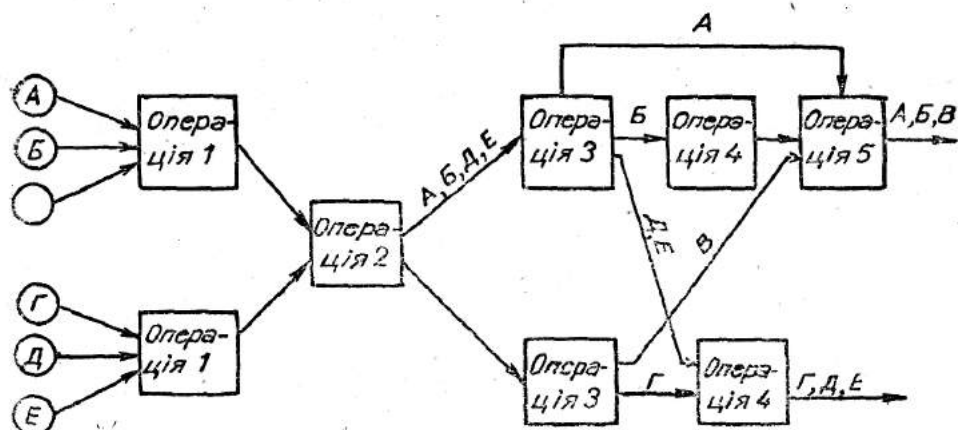 А
А
Б
Опера-
ція 1
А, Б, Д, Е
Опера-
ція 3
Б
Опера-
ція 4
Опера-
ція 5
А, Б, В
Опера-
ція 2
Д, Е
В
Г
Д
Е
Опера-
ція 1
Опера-
ція 3
Г
Опера-
ція 4
Г, Д, Е